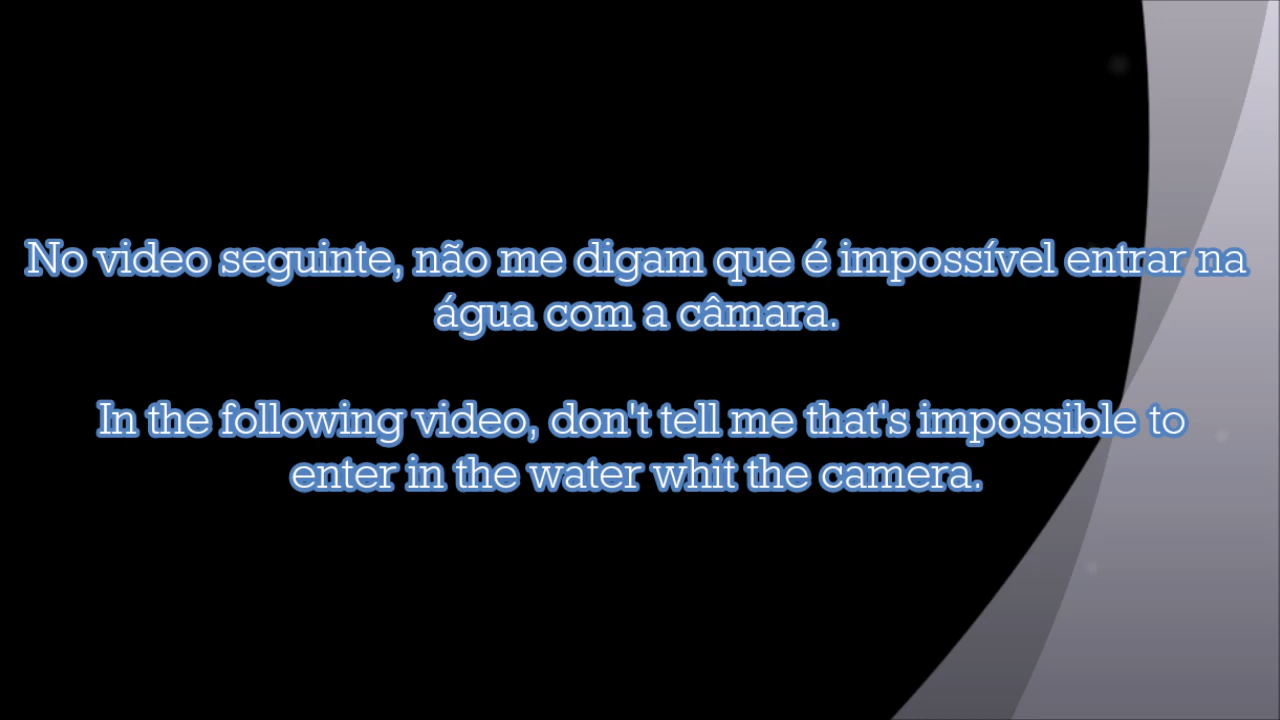 No video seguinte, não me digam que é impossível entrar na
água com a câmara.
In the following video, don't tell me that's impossible to
enter in the water whit the camera.